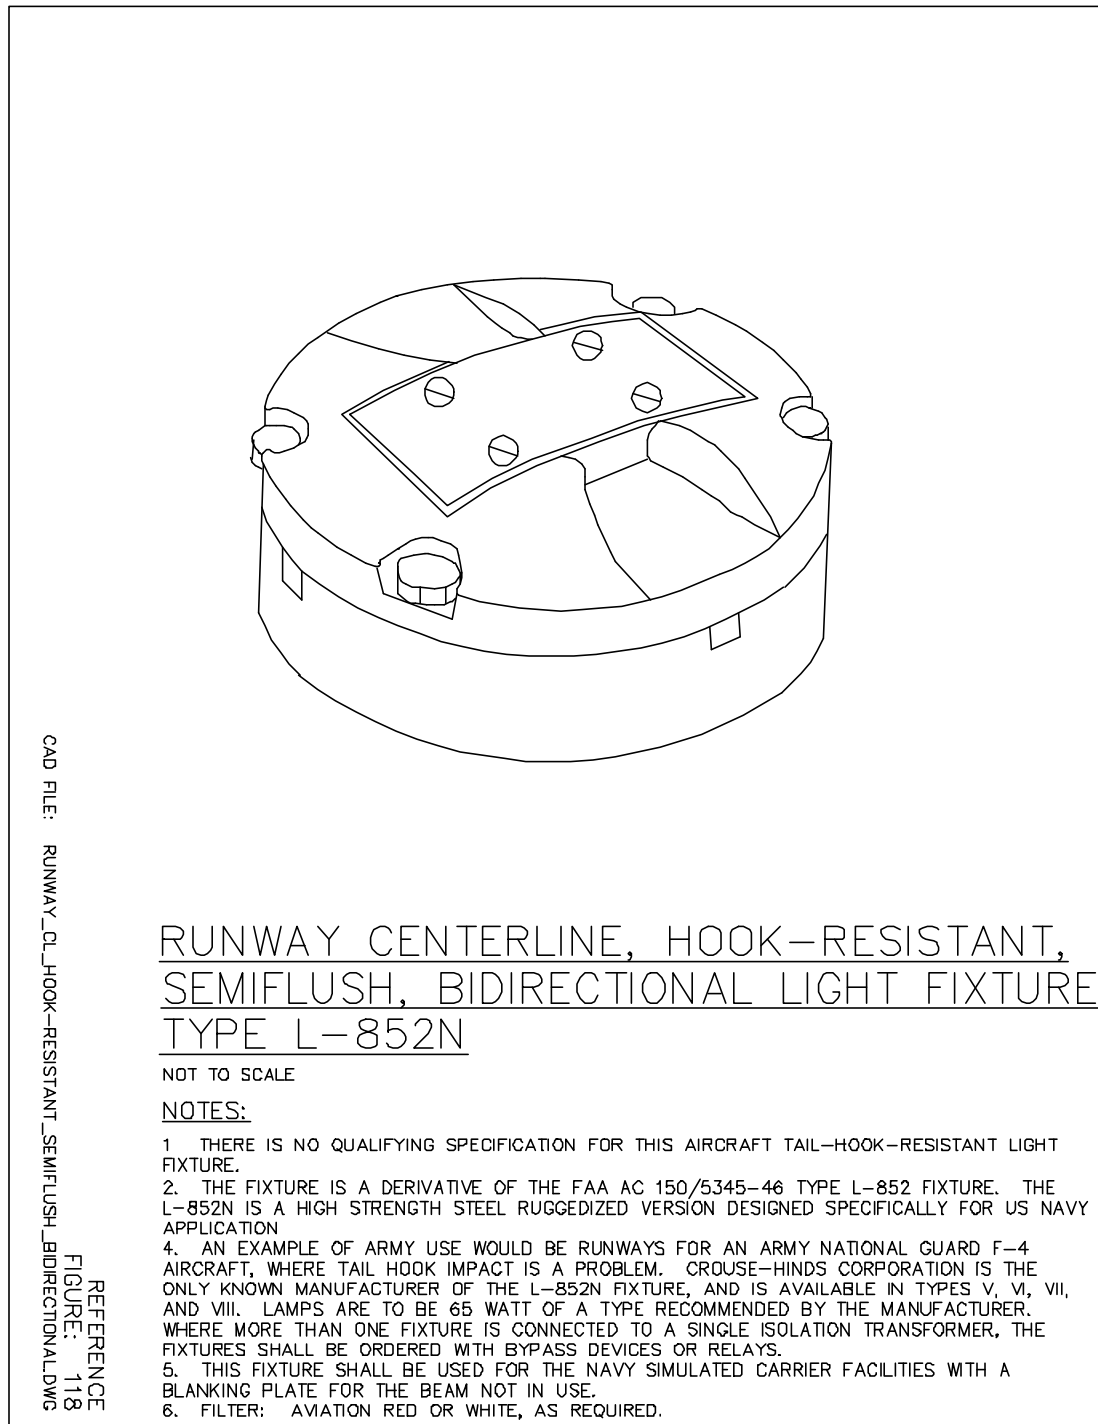 RUNWAY CENTERLINE, HOOK-RESISTANT,
SEMIFLUSH, BIDIRECTIONAL LIGHT FIXTURE
TYPE L-852N
NOT TO SCALE
NOTES:
1 THERE IS NO QUALIFYING SPECIFICATION FOR THIS AIRCRAFT TAIL-HOOK-RESISTANT LIGHT
FIXTURE.
2. THE FIXTURE IS A DERIVATIVE OF THE FAA AC 150/5345-46 TYPE L-852 FIXTURE. THE
L-852N IS A HIGH STRENGTH STEEL RUGGEDIZED VERSION DESIGNED SPECIFICALLY FOR US NAVY
APPLICATION
4. AN EXAMPLE OF ARMY USE WOULD BE RUNWAYS FOR AN ARMY NATIONAL GUARD F-4
AIRCRAFT, WHERE TAIL HOOK IMPACT IS A PROBLEM. CROUSE-HINDS CORPORATION IS THE
ONLY KNOWN MANUFACTURER OF THE L-852N FIXTURE, AND IS AVAILABLE IN TYPES V, VI, VII,
AND VIII. LAMPS ARE TO BE 65 WATT OF A TYPE RECOMMENDED BY THE MANUFACTURER.
WHERE MORE THAN ONE FIXTURE IS CONNECTED TO A SINGLE ISOLATION TRANSFORMER, THE
FIXTURES SHALL BE ORDERED WITH BYPASS DEVICES OR RELAYS.
5. THIS FIXTURE SHALL BE USED FOR THE NAVY SIMULATED CARRIER FACILITIES WITH A
BLANKING PLATE FOR THE BEAM NOT IN USE.
6. FILTER: AVIATION RED OR WHITE, AS REQUIRED.
REFERENCE
FIGURE: 118
CAD FILE: RUNWAY_CL_HOOK-RESISTANT_SEMIFLUSH_BIDIRECTIONAL.DWG